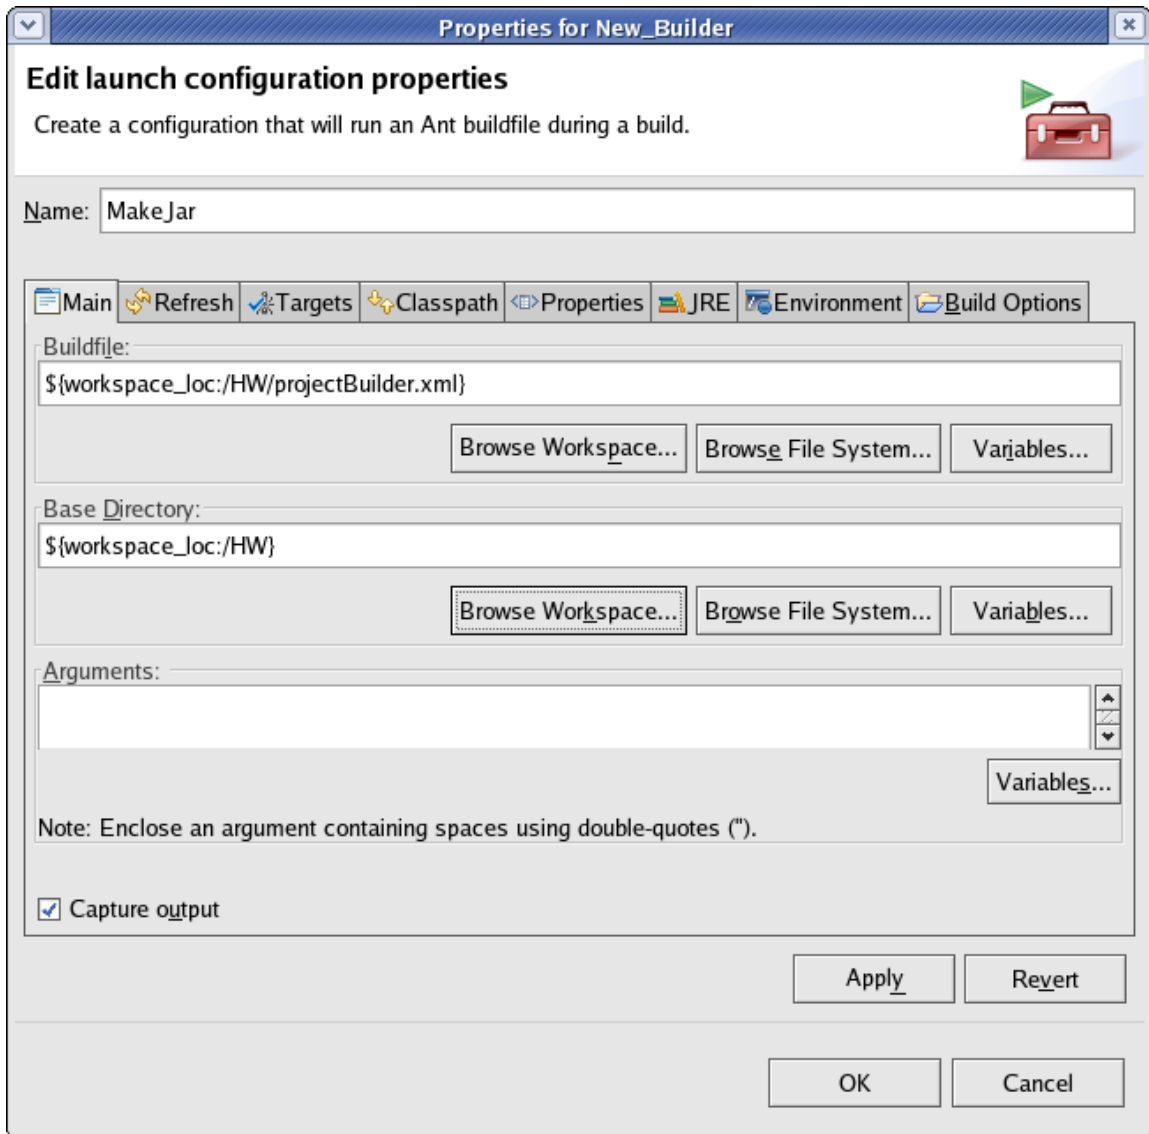 Properties for New_Builder
Edit launch configuration properties
Create a configuration that will run an Ant buildfile during a build.
Name: MakeJar
Main Refresh Targets Classpath Properties JRE Environment Build Options
Buildfile:
${workspace_loc:/HW/projectBuilder.xml}
Browse Workspace... Browse File System... Variables...
Base Directory:
${workspace_loc:/HW}
Browse Workspace... Browse File System... Variables...
Arguments:
Variables...
Note: Enclose an argument containing spaces using double-quotes (").
Capture output
Apply Revert
OK Cancel